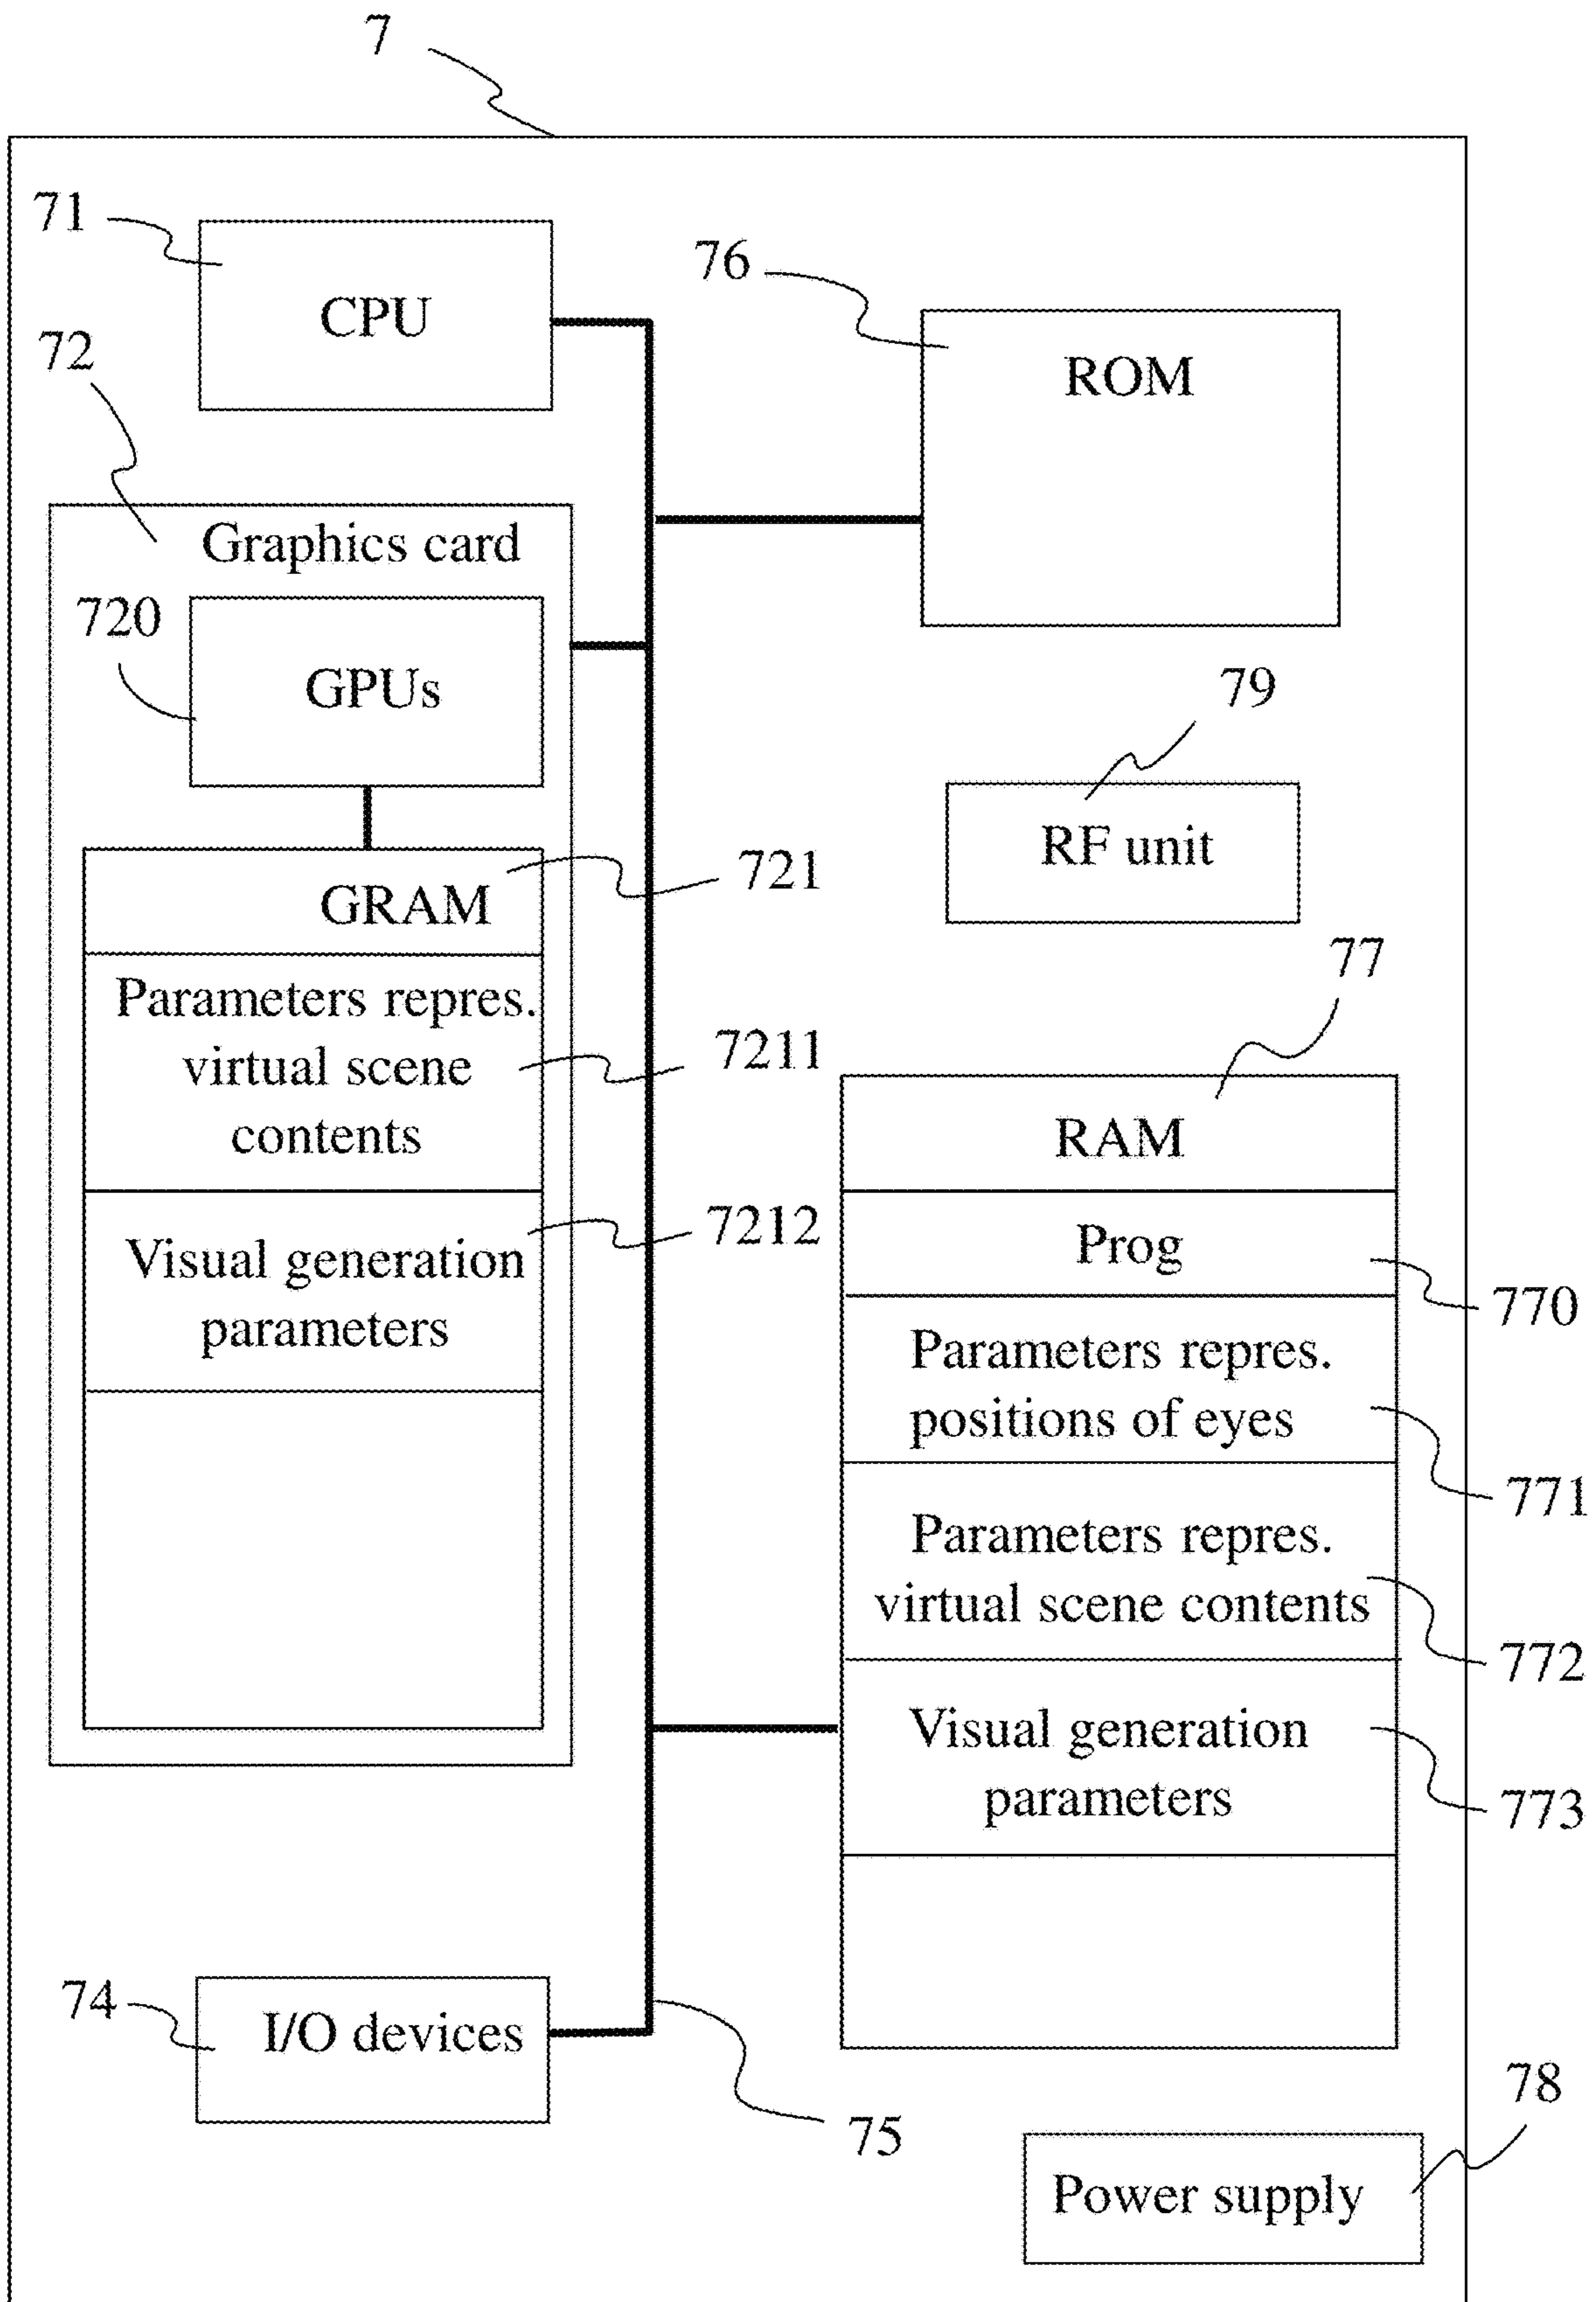 7
71
CPU
76
ROM
72
Graphics card
720
GPUs
79
RF unit
721
GRAM
77
Parameters repres.
virtual scene
contents
7211
RAM
7212
Visual generation
parameters
Prog
770
Parameters repres.
positions of eyes
771
Parameters repres.
virtual scene contents
772
Visual generation
parameters
773
74
I/O devices
75
78
Power supply